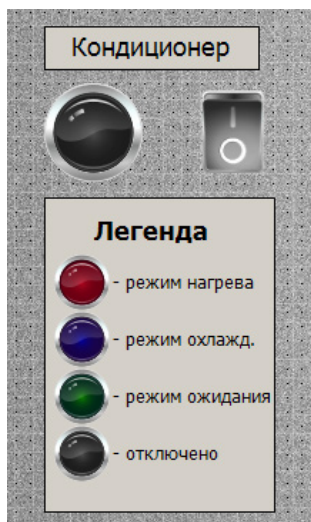 Кондиционер
Легенда
- режим нагрева
- режим охлажд.
- режим ожидания
- отключено